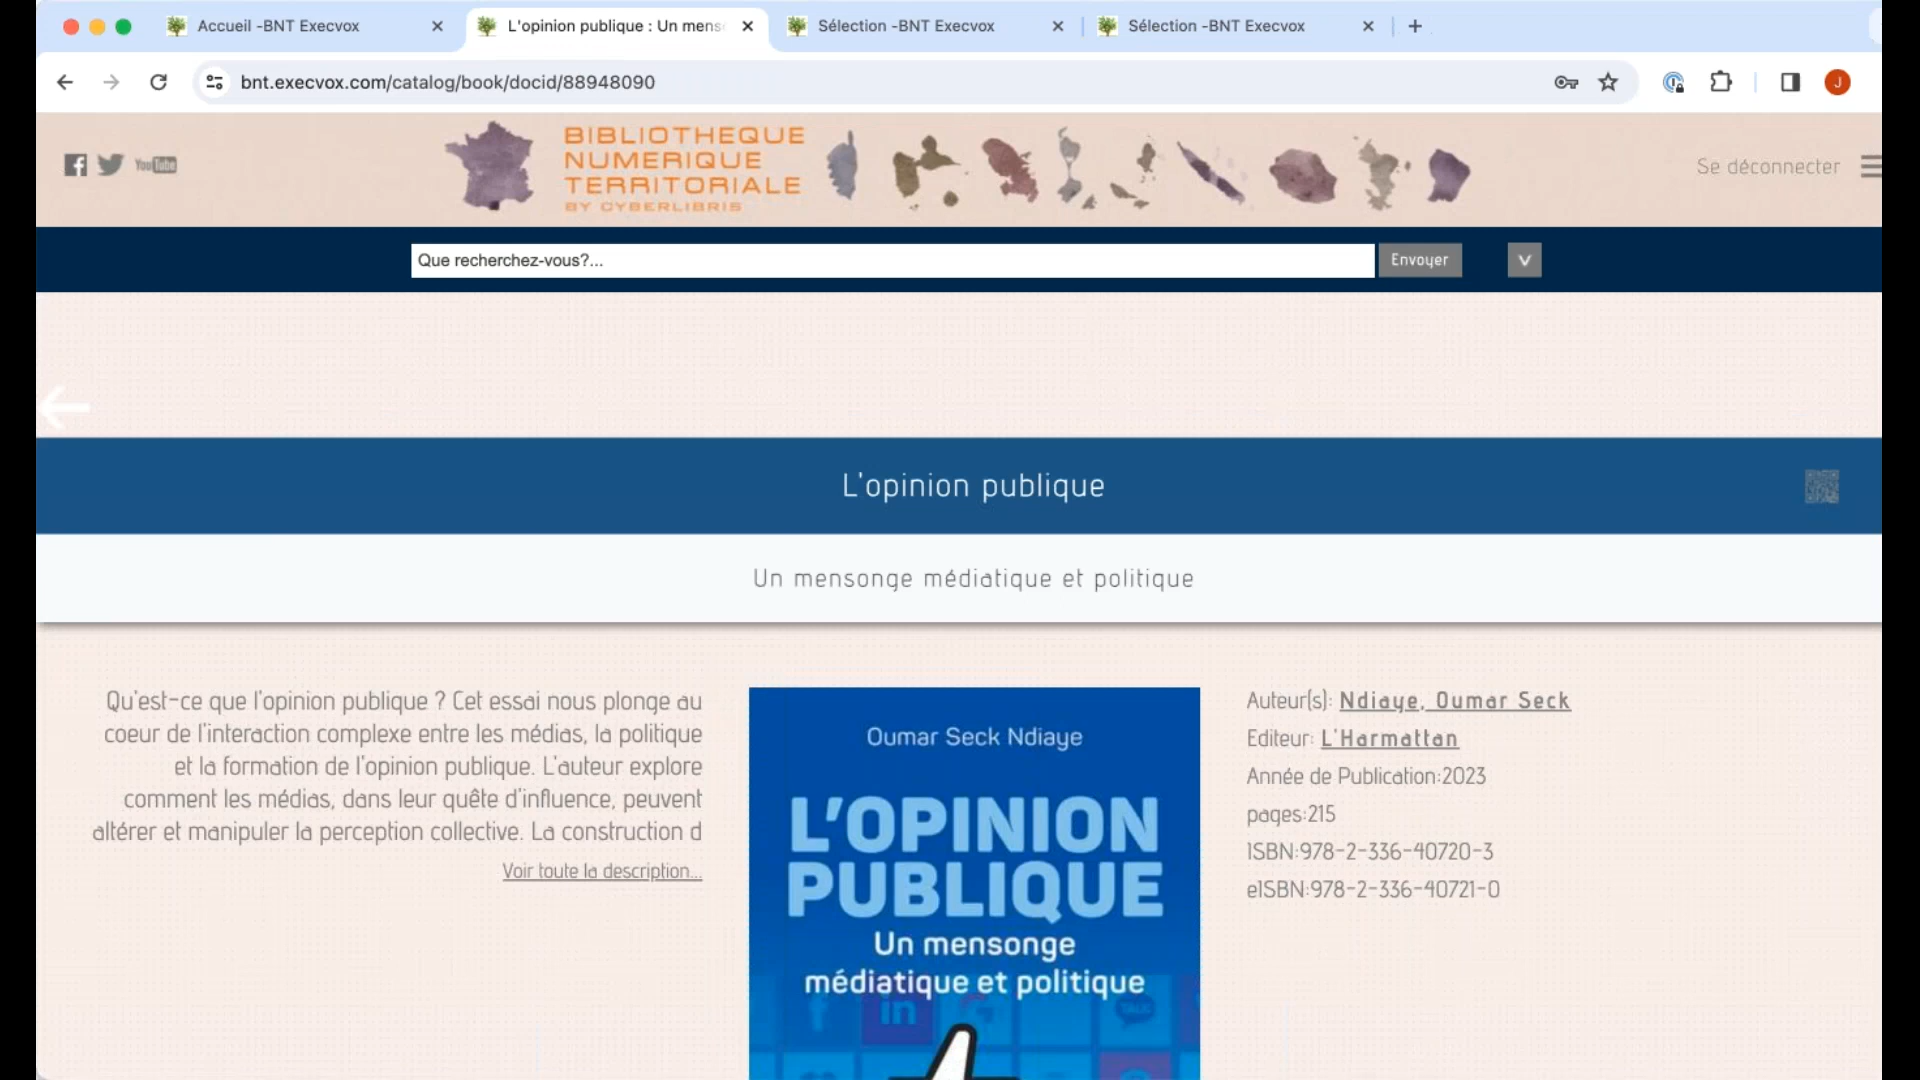 Accueil -BNT Execvox
L'opinion publique : Un mens
Sélection -BNT Execvox
Sélection -BNT Execvox
bnt.execvox.com/catalog/book/docid/88948090
J
You Tube
BIBLIOTHEQUE
NUMERIQUE
TERRITORIALE
BY CYBERLIBRIS
Se déconnecter
Que recherchez-vous?...
Envoyer
V
L'opinion publique
Un mensonge médiatique et politique
Qu'est-ce que l'opinion publique ? Cet essai nous plonge au
coeur de l'interaction complexe entre les médias, la politique
et la formation de l'opinion publique. L'auteur explore
comment les médias, dans leur quête d'influence, peuvent
altérer et manipuler la perception collective. La construction d
Voir toute la description...
Oumar Seck Ndiaye
L'OPINION
PUBLIQUE
Un mensonge
médiatique et politique
in
Auteur(s): Ndiaye, Oumar Seck
Editeur: L'Harmattan
Année de Publication:2023
pages:215
ISBN:978-2-336-40720-3
eISBN:978-2-336-40721-0